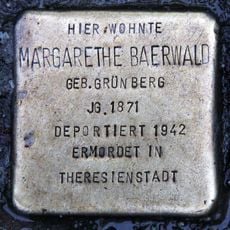 HIER WOHNTE
MARGARETHE BAERWALD
GEB. GRÜNBERG
JG. 1871
DEPORTIERT 1942
ERMORDET IN
THERESIENSTADT